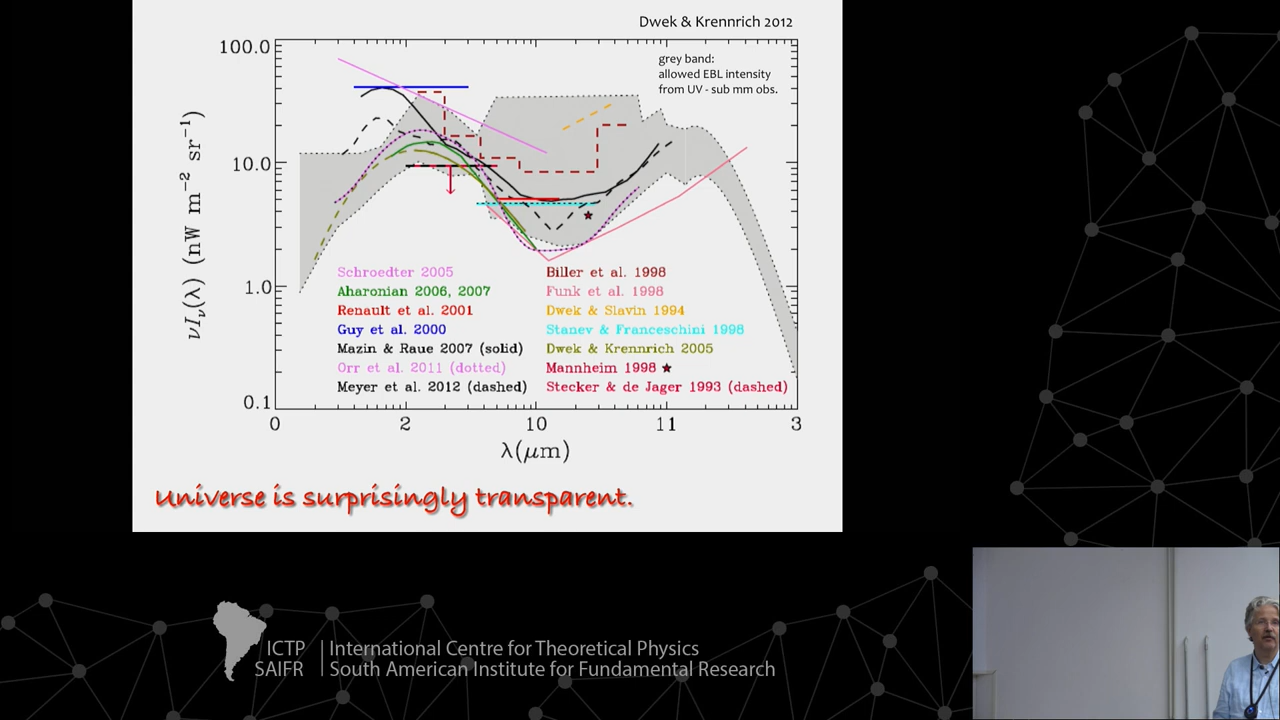 Dwek & Krennrich 2012
grey band:
allowed EBL intensity
from UV - sub mm obs.
100.0
10.0
1.0
0.1
νIν(λ) (nW m⁻² sr⁻¹)
Schroedter 2005
Aharonian 2006, 2007
Renault et al. 2001
Guy et al. 2000
Mazin & Raue 2007 (solid)
Orr et al. 2011 (dotted)
Meyer et al. 2012 (dashed)
Biller et al. 1998
Funk et al. 1998
Dwek & Slavin 1994
Stanev & Franceschini 1998
Dwek & Krennrich 2005
Mannheim 1998 ★
Stecker & de Jager 1993 (dashed)
0 2 10 11 3
λ(μm)
Universe is surprisingly transparent.
ICTP
SAIFR
International Centre for Theoretical Physics
South American Institute for Fundamental Research